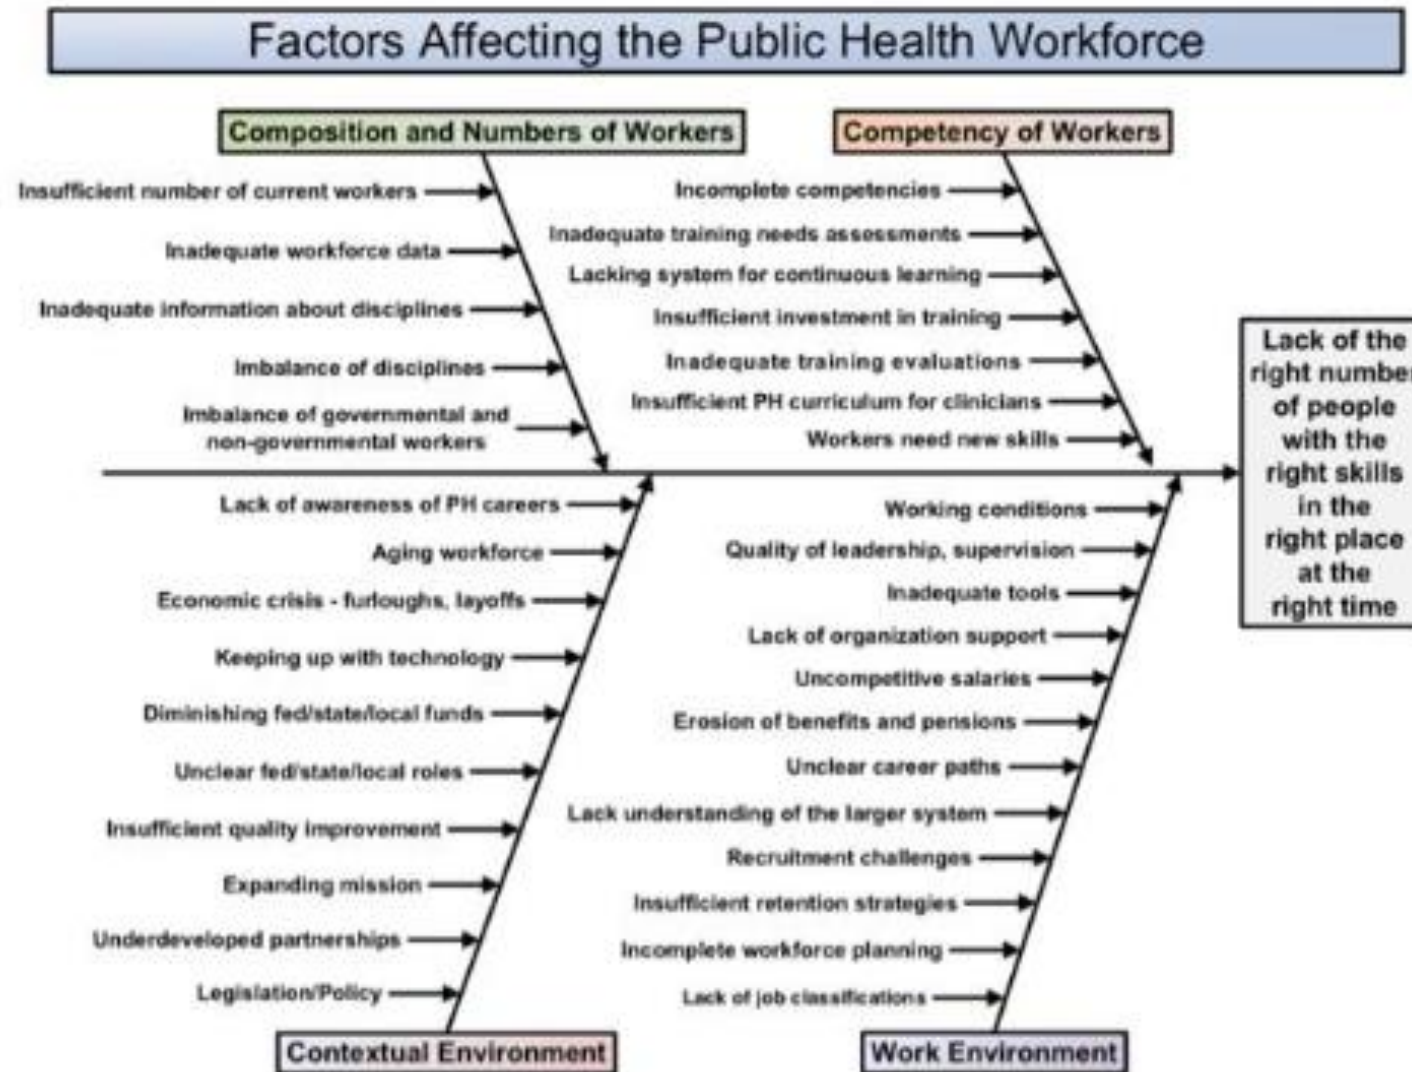 Factors Affecting the Public Health Workforce
Composition and Numbers of Workers
Insufficient number of current workers
Inadequate workforce data
Inadequate information about disciplines
Imbalance of disciplines
Imbalance of governmental and
non-governmental workers
Competency of Workers
Incomplete competencies
Inadequate training needs assessments
Lacking system for continuous learning
Insufficient investment in training
Inadequate training evaluations
Insufficient PH curriculum for clinicians
Workers need new skills
Lack of awareness of PH careers
Aging workforce
Economic crisis - furloughs, layoffs
Keeping up with technology
Diminishing fed/state/local funds
Unclear fed/state/local roles
Insufficient quality improvement
Expanding mission
Underdeveloped partnerships
Legislation/Policy
Contextual Environment
Working conditions
Quality of leadership, supervision
Inadequate tools
Lack of organization support
Uncompetitive salaries
Erosion of benefits and pensions
Unclear career paths
Lack understanding of the larger system
Recruitment challenges
Insufficient retention strategies
Incomplete workforce planning
Lack of job classifications
Work Environment
Lack of the
right number
of people
with the
right skills
in the
right place
at the
right time